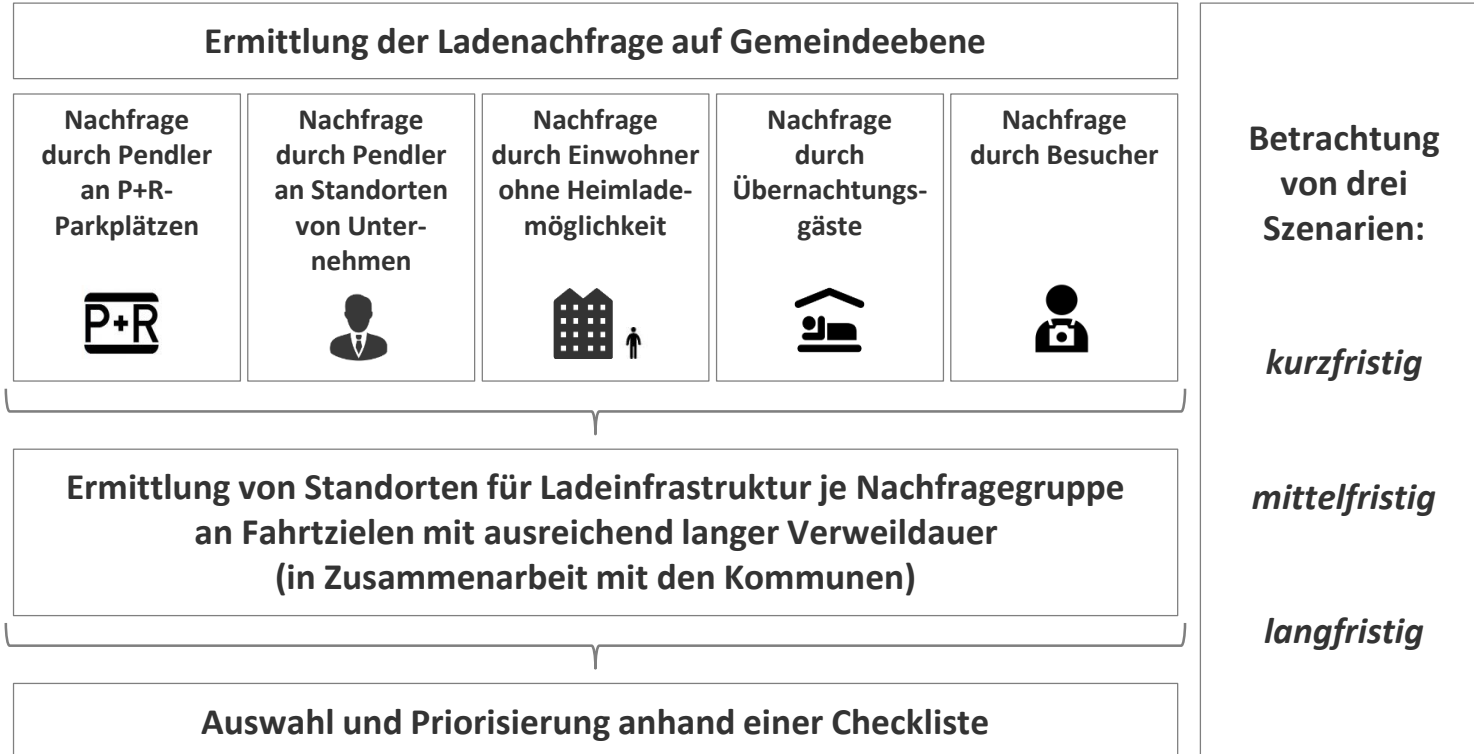 Ermittlung der Ladenachfrage auf Gemeindeebene
Nachfrage
durch Pendler
an P+R-
Parkplätzen
P+R
Nachfrage
durch Pendler
an Standorten
von Unter-
nehmen
Nachfrage
durch Einwohner
ohne Heimlade-
möglichkeit
Nachfrage
durch
Übernachtungs-
gäste
Nachfrage
durch Besucher
Ermittlung von Standorten für Ladeinfrastruktur je Nachfragegruppe
an Fahrtzielen mit ausreichend langer Verweildauer
(in Zusammenarbeit mit den Kommunen)
Auswahl und Priorisierung anhand einer Checkliste
Betrachtung
von drei
Szenarien:
kurzfristig
mittelfristig
langfristig